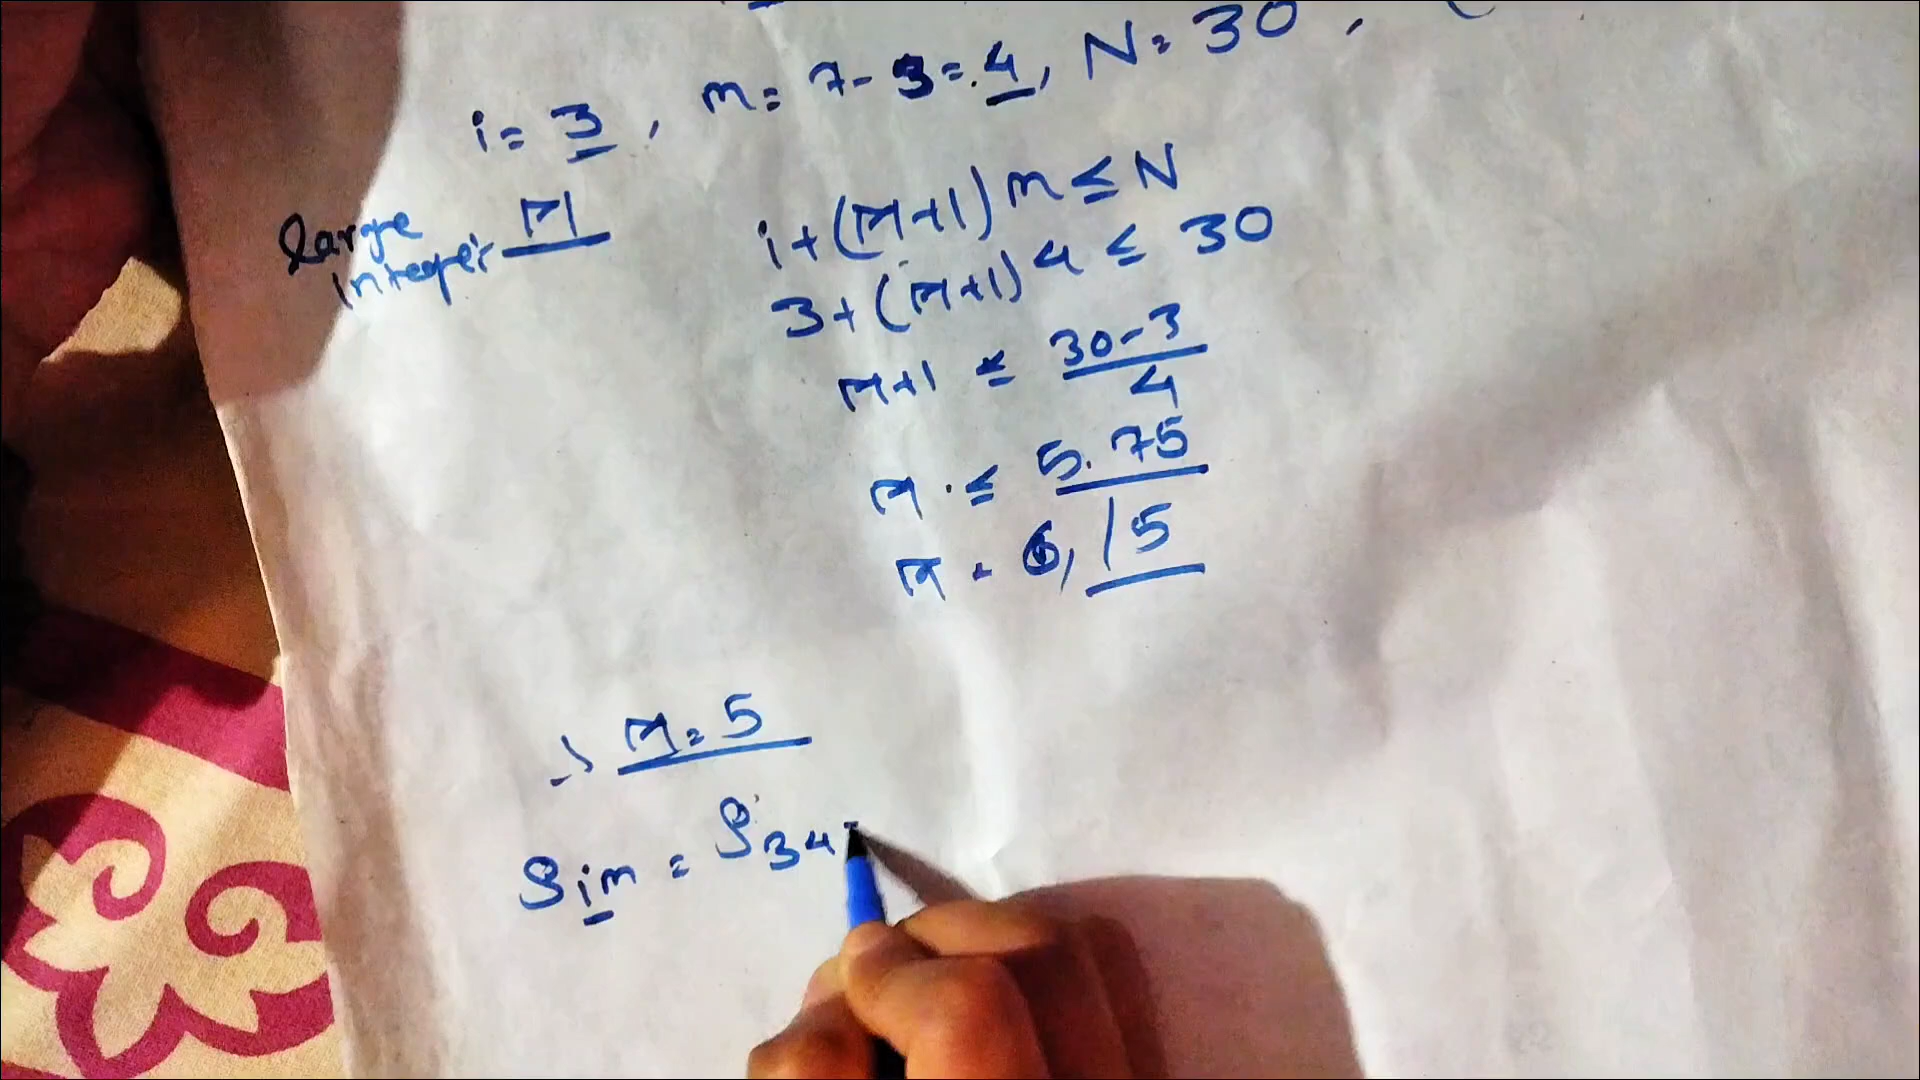 i = 3, m = 7-3 = 4, N = 30,
large integer M
i+(M+1)m ≤ N
3+(M+1)4 ≤ 30
M+1 ≤ 30-3 / 4
M ≤ 5.75
M = 6, 5
∴ M = 5
ρim = ρ34